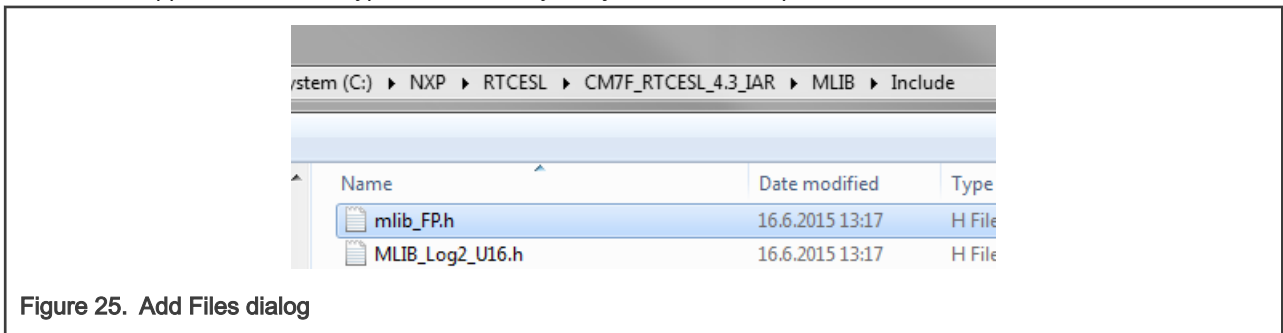 ystem (C:) ▸ NXP ▸ RTCESL ▸ CM7F_RTCESL_4.3_IAR ▸ MLIB ▸ Include
Name Date modified Type
mlib_FP.h 16.6.2015 13:17 H File
MLIB_Log2_U16.h 16.6.2015 13:17 H File
Figure 25. Add Files dialog